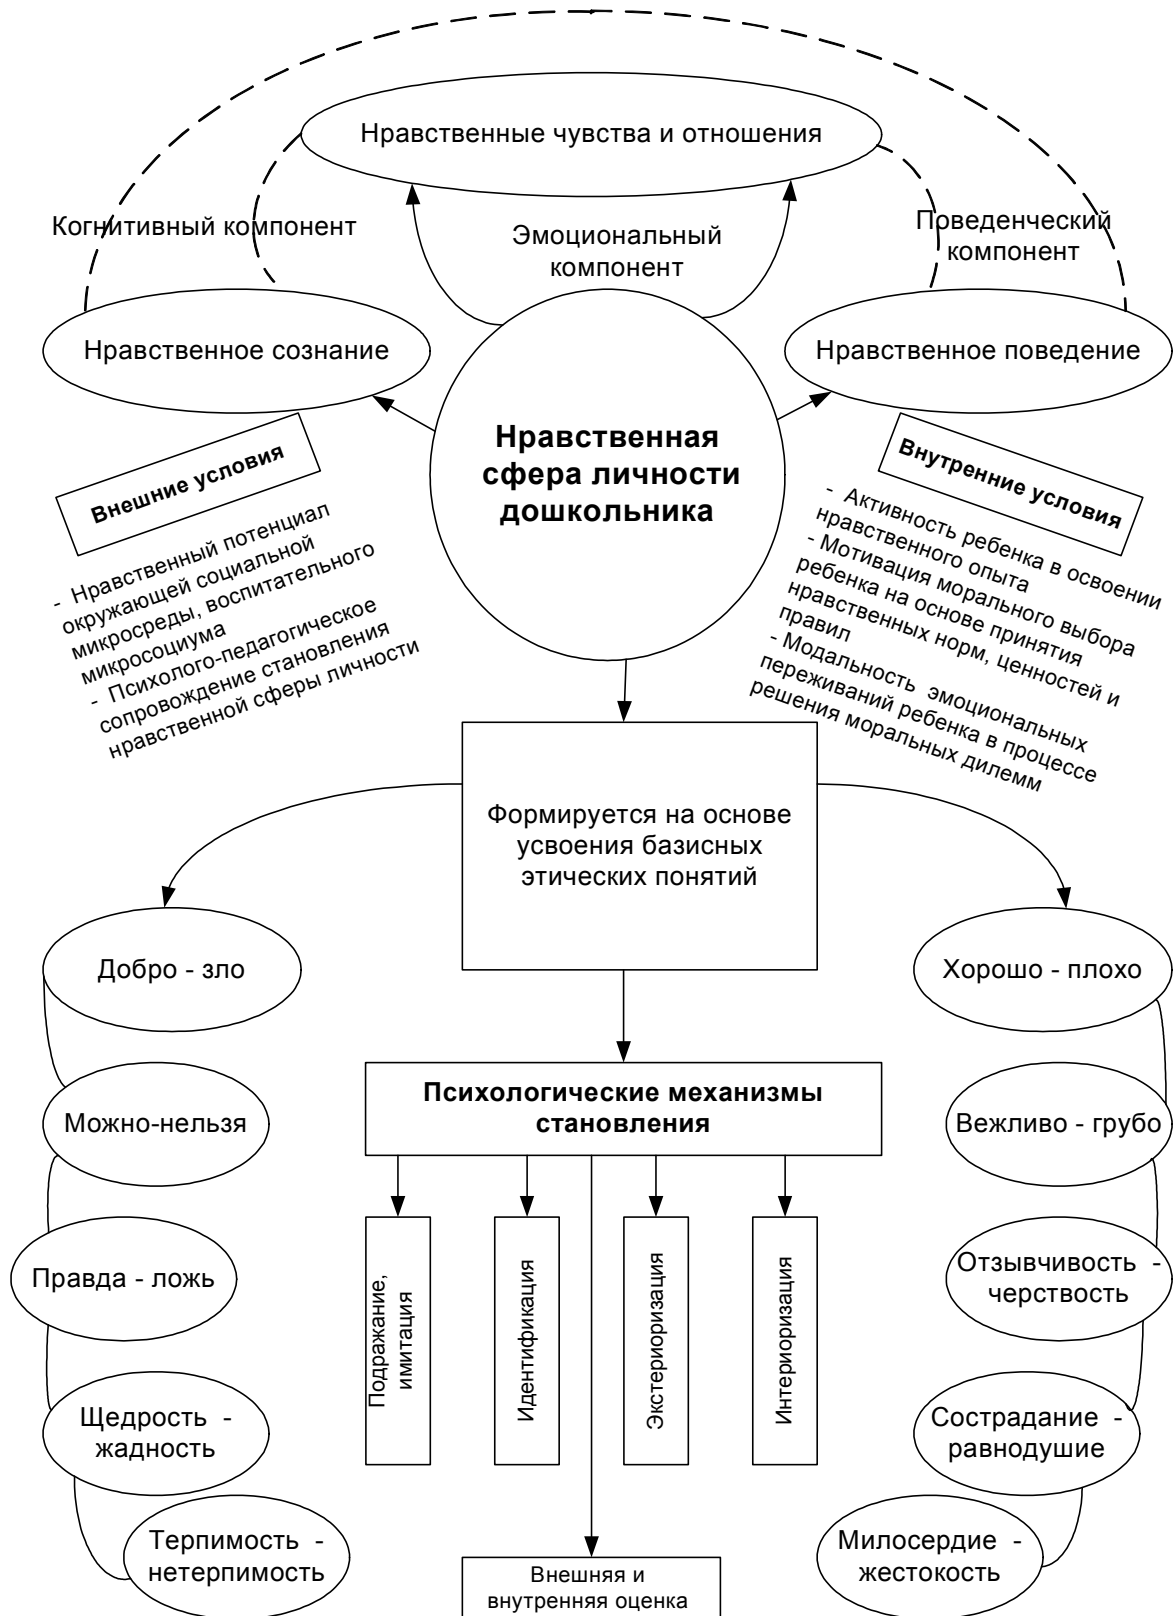 Нравственные чувства и отношения
Когнитивный компонент
Эмоциональный
компонент
Поведенческий
компонент
Нравственное сознание
Нравственное поведение
Нравственная
сфера личности
дошкольника
Внешние условия
- Нравственный потенциал
окружающей социальной
микросреды, воспитательного
микросоциума
- Психолого-педагогическое
сопровождение становления
нравственной сферы личности
Внутренние условия
- Активность ребенка в освоении
нравственного опыта
- Мотивация морального выбора
ребенка на основе принятия
нравственных норм, ценностей и
правил
- Модальность эмоциональных
переживаний ребенка в процессе
решения моральных дилемм
Формируется на основе
усвоения базисных
этических понятий
Добро - зло
Можно-нельзя
Правда - ложь
Щедрость -
жадность
Терпимость -
нетерпимость
Хорошо - плохо
Вежливо - грубо
Отзывчивость -
черствость
Сострадание -
равнодушие
Милосердие -
жестокость
Психологические механизмы
становления
Подражание,
имитация
Идентификация
Экстериоризация
Интериоризация
Внешняя и
внутренняя оценка